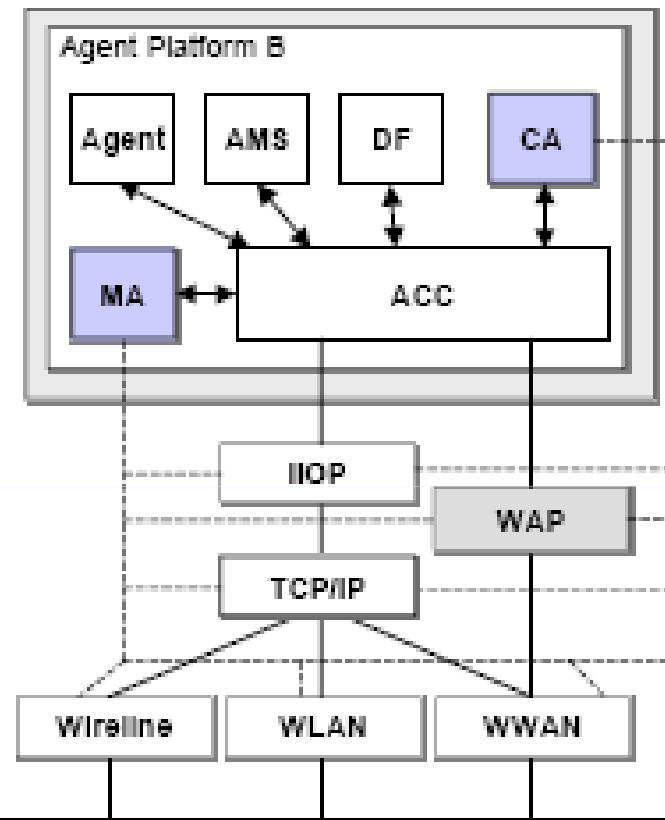 Agent Platform B
Agent AMS DF CA
MA ACC
IIOP
WAP
TCP/IP
Wireline WLAN WWAN